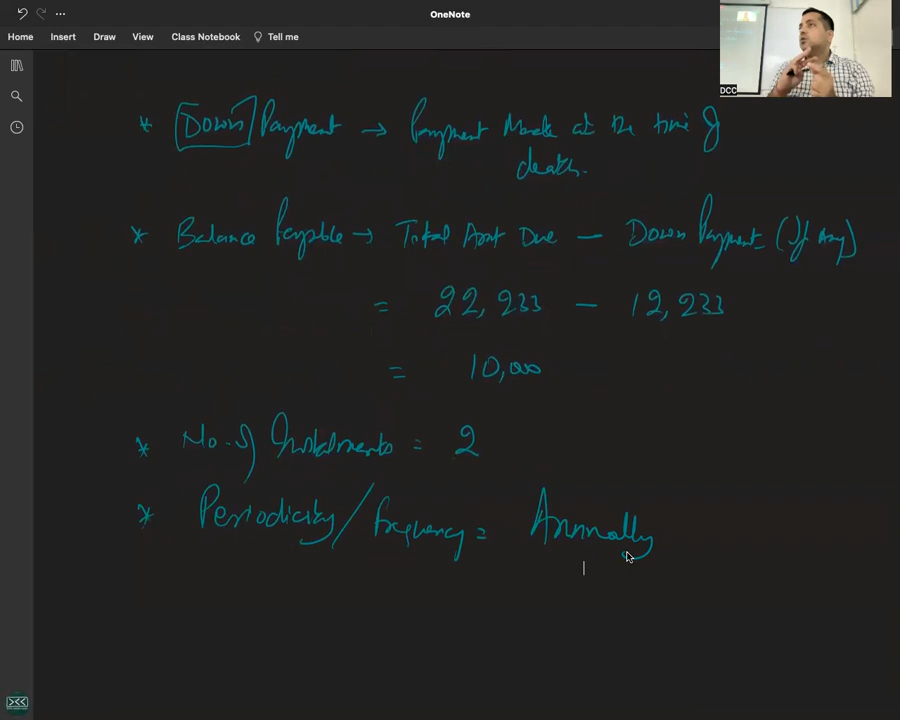 OneNote
Home Insert Draw View Class Notebook Tell me
DCC
* Down Payment → Payment Made at the time of
death.
* Balance Payable → Total Amt Due — Down Payment (If Any)
= 22,233 — 12,233
= 10,000
* No. of Instalments = 2
* Periodicity/frequency = Annually